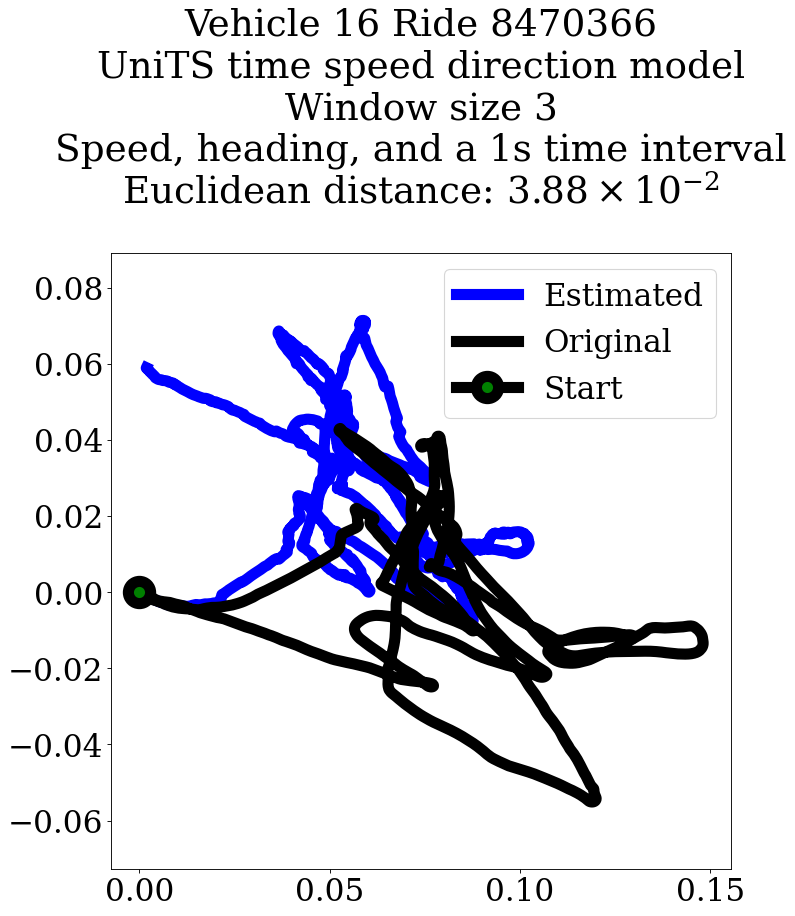 Vehicle 16 Ride 8470366
UniTS time speed direction model
Window size 3
Speed, heading, and a 1s time interval
Euclidean distance: 3.88 × 10⁻²
Estimated
Original
Start
0.08
0.06
0.04
0.02
0.00
−0.02
−0.04
−0.06
0.00 0.05 0.10 0.15